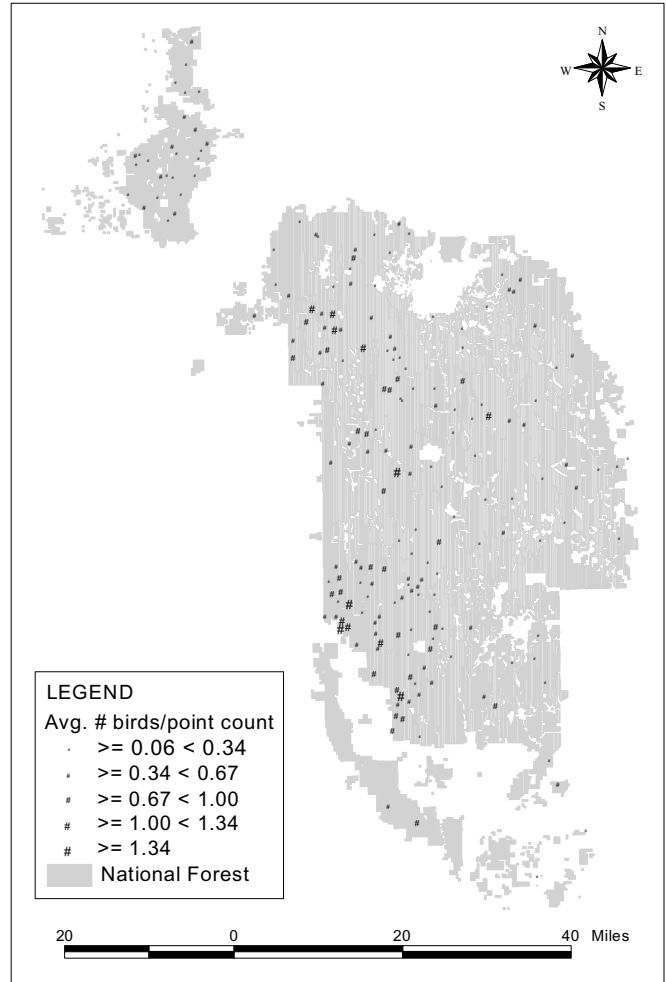 N
W E
S
LEGEND
Avg. # birds/point count
>= 0.06 < 0.34
# >= 0.34 < 0.67
# >= 0.67 < 1.00
# >= 1.00 < 1.34
# >= 1.34
National Forest
20 0 20 40 Miles